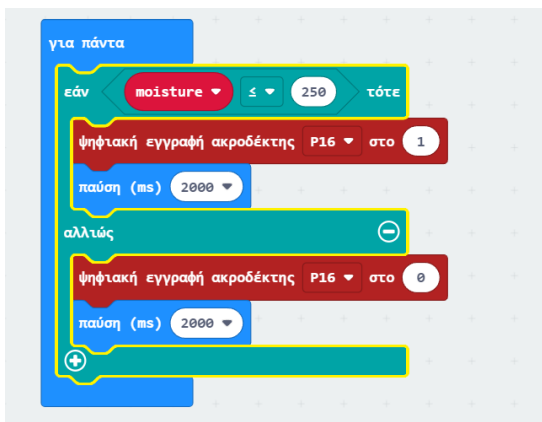 για πάντα
εάν moisture ≤ 250 τότε
ψηφιακή εγγραφή ακροδέκτης P16 στο 1
παύση (ms) 2000
αλλιώς
ψηφιακή εγγραφή ακροδέκτης P16 στο 0
παύση (ms) 2000